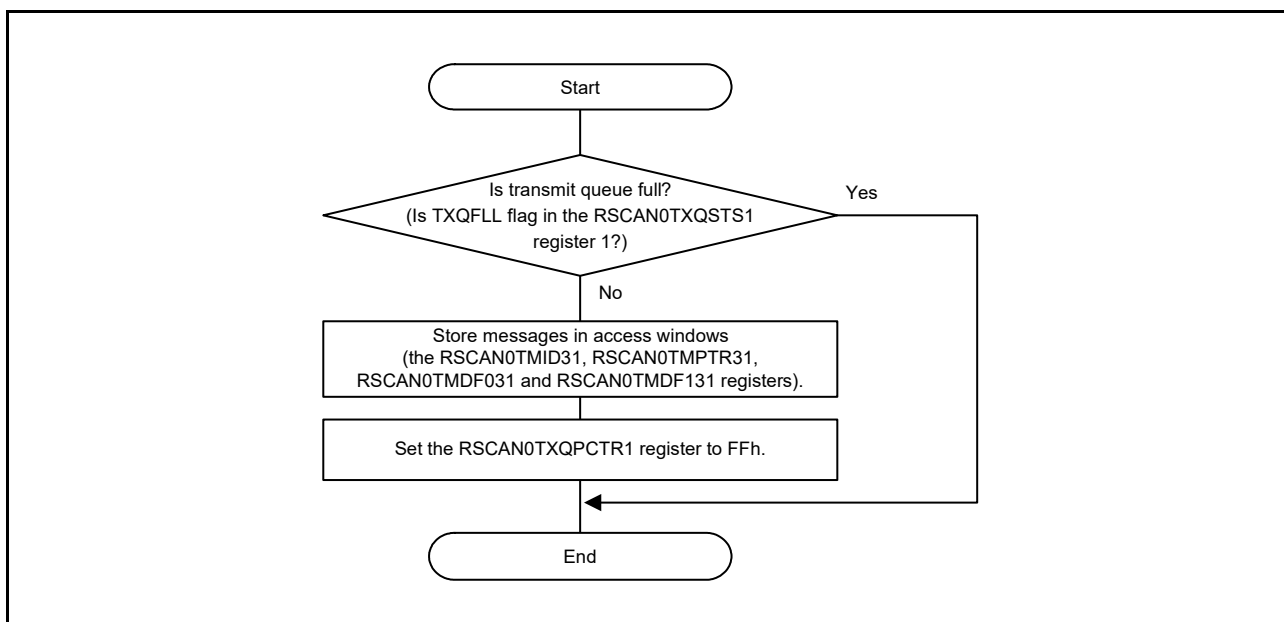 Start
Is transmit queue full?
(Is TXQFLL flag in the RSCAN0TXQSTS1
register 1?)
Yes
No
Store messages in access windows
(the RSCAN0TMID31, RSCAN0TMPTR31,
RSCAN0TMDF031 and RSCAN0TMDF131 registers).
Set the RSCAN0TXQPCTR1 register to FFh.
End